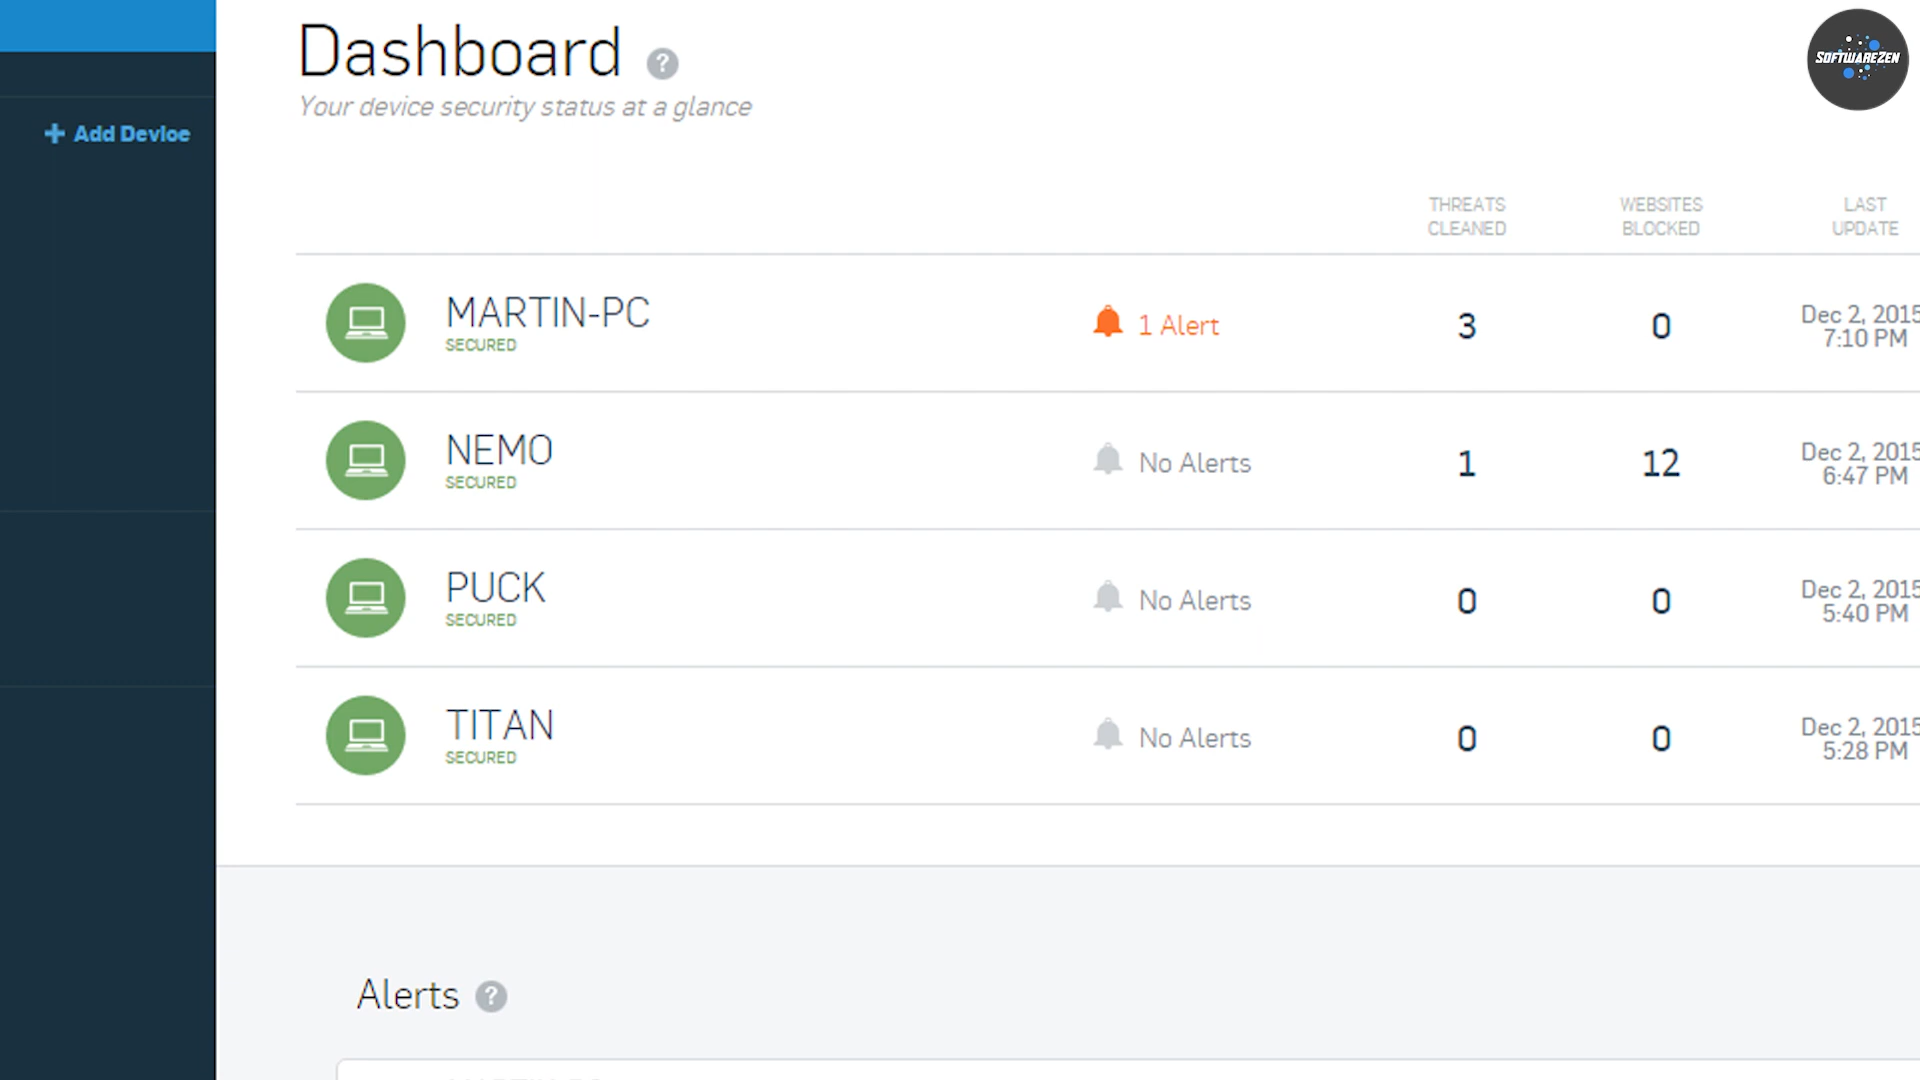 Dashboard ?
Your device security status at a glance
SOFTWAREZEN
+ Add Device
THREATS
CLEANED
WEBSITES
BLOCKED
LAST
UPDATE
MARTIN-PC
SECURED
1 Alert
3
0
Dec 2, 2015
7:10 PM
NEMO
SECURED
No Alerts
1
12
Dec 2, 2015
6:47 PM
PUCK
SECURED
No Alerts
0
0
Dec 2, 2015
5:40 PM
TITAN
SECURED
No Alerts
0
0
Dec 2, 2015
5:28 PM
Alerts ?